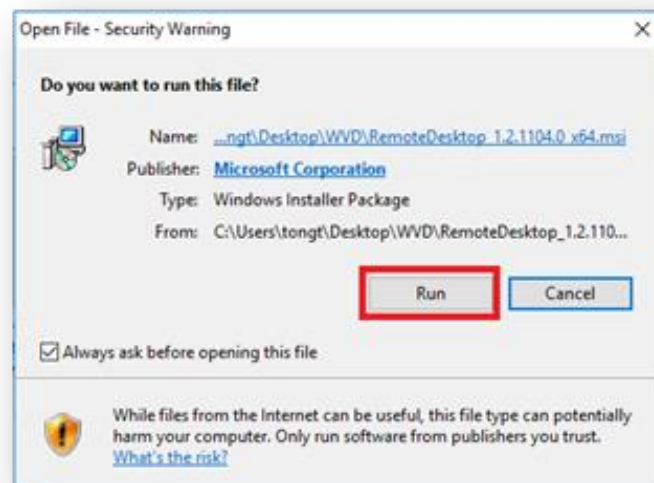 Open File - Security Warning
Do you want to run this file?
Name: ...ngt\Desktop\WVD\RemoteDesktop_1.2.1104.0_x64.msi
Publisher: Microsoft Corporation
Type: Windows Installer Package
From: C:\Users\tongt\Desktop\WVD\RemoteDesktop_1.2.110...
Run Cancel
Always ask before opening this file
While files from the Internet can be useful, this file type can potentially
harm your computer. Only run software from publishers you trust.
What's the risk?